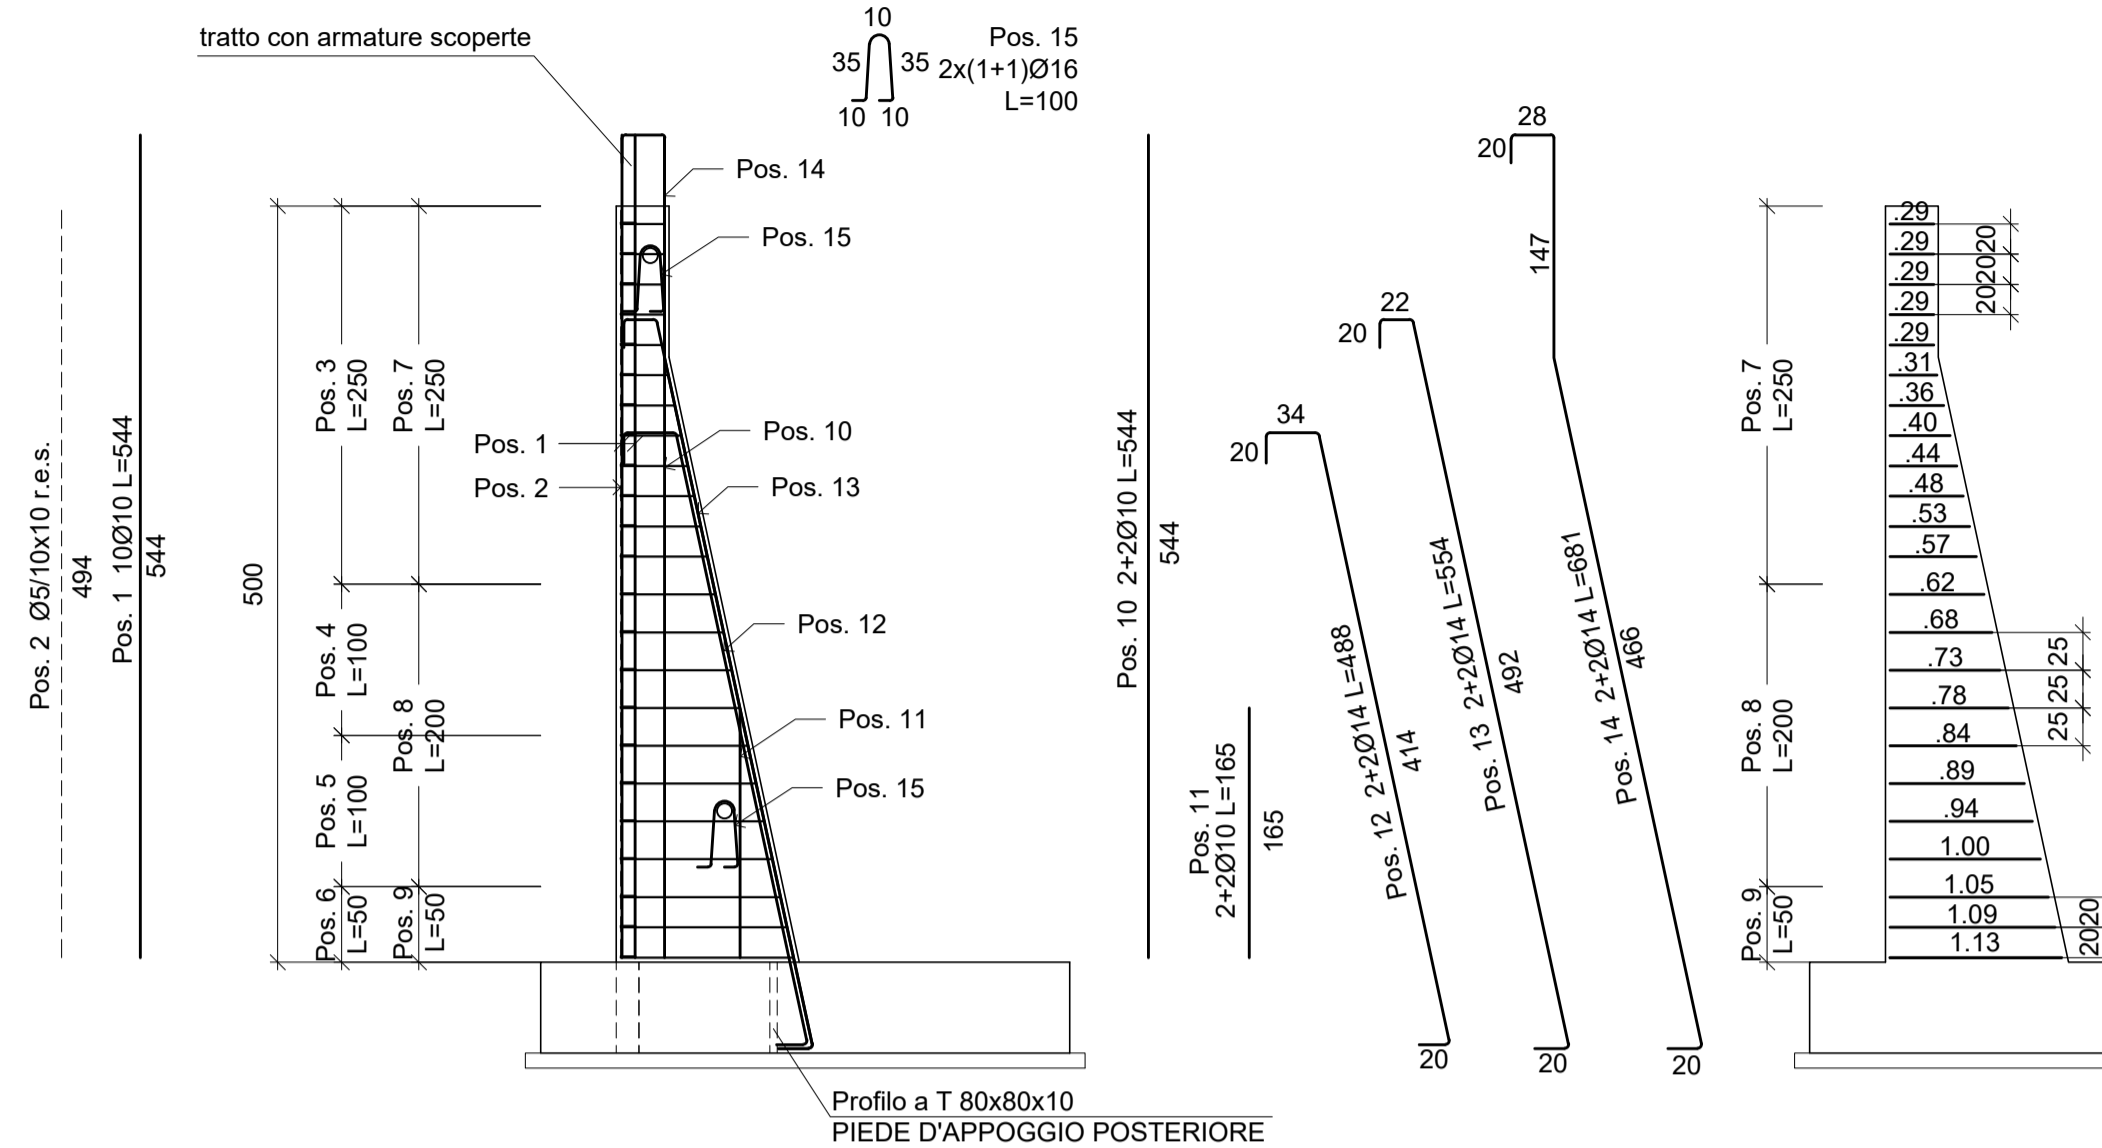 tratto con armature scoperte
10
35
35
10
10
Pos. 15
2x(1+1)Ø16
L=100
Pos. 14
Pos. 15
Pos. 1
Pos. 10
Pos. 2
Pos. 13
Pos. 12
Pos. 11
Pos. 15
Pos. 2 Ø5/10x10 r.e.s.
494
Pos. 1 10Ø10 L=544
544
500
Pos. 3
L=250
Pos. 7
L=250
Pos. 4
L=100
Pos. 8
L=200
Pos. 5
L=100
Pos. 6
L=50
Pos. 9
L=50
Profilo a T 80x80x10
PIEDE D'APPOGGIO POSTERIORE
Pos. 10 2+2Ø10 L=544
544
Pos. 11
2+2Ø10 L=165
165
34
20
Pos. 12 2+2Ø14 L=488
414
20
22
20
Pos. 13 2+2Ø14 L=554
492
20
28
20
147
Pos. 14 2+2Ø14 L=681
466
20
Pos. 7
L=250
Pos. 8
L=200
Pos. 9
L=50
.29
.29
.29
.29
.29
.31
.36
.40
.44
.48
.53
.57
.62
.68
.73
.78
.84
.89
.94
1.00
1.05
1.09
1.13
20
20
20
20
25
25
25
20
20